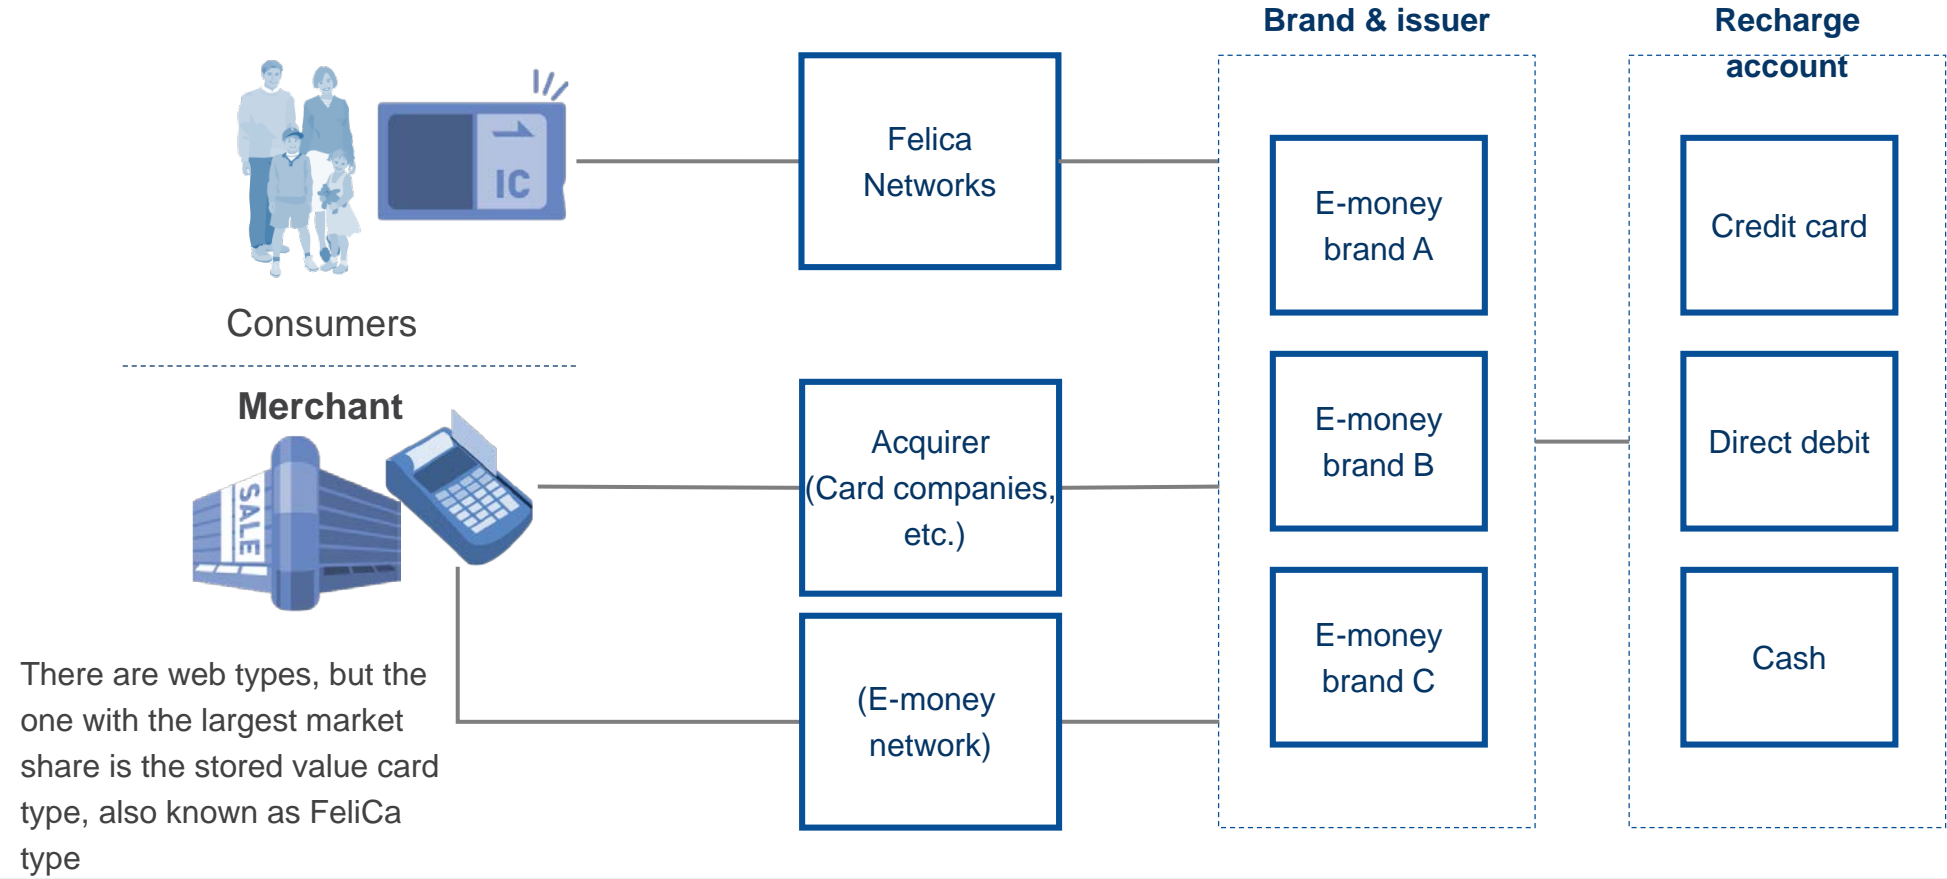 Brand & issuer
Recharge
account
IC
Felica
Networks
E-money
brand A
Credit card
Consumers
Merchant
SALE
Acquirer
(Card companies,
etc.)
E-money
brand B
Direct debit
(E-money
network)
E-money
brand C
Cash
There are web types, but the
one with the largest market
share is the stored value card
type, also known as FeliCa
type